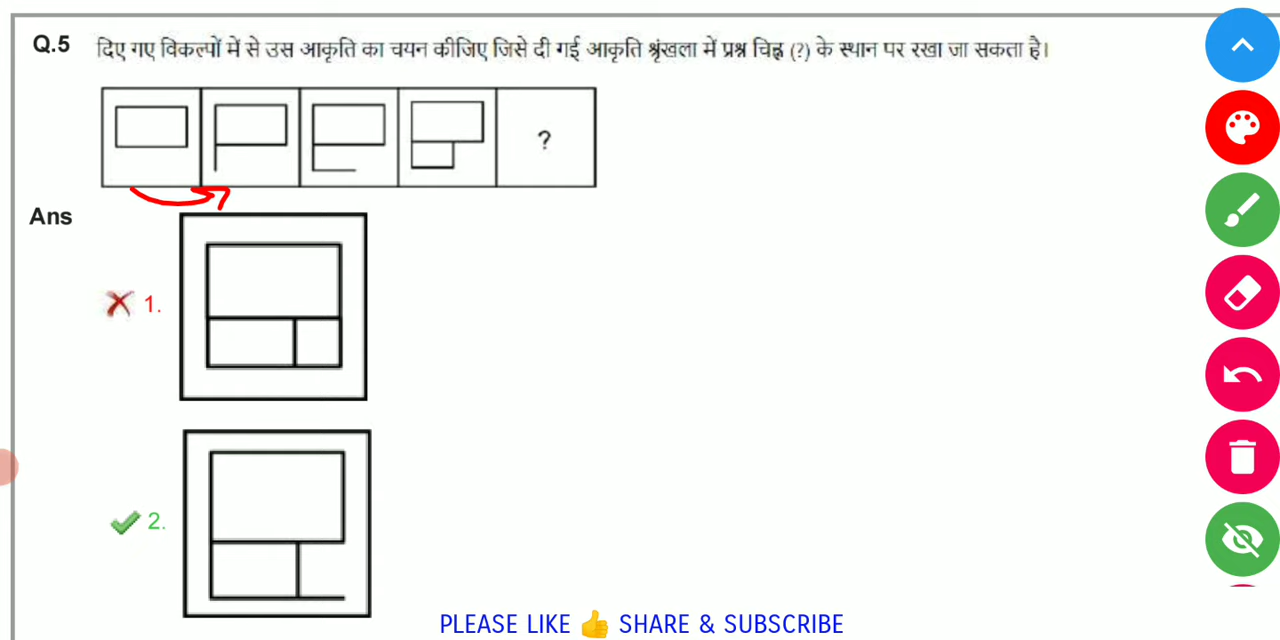 Q.5 दिए गए विकल्पों में से उस आकृति का चयन कीजिए जिसे दी गई आकृति श्रृंखला में प्रश्न चिह्न (?) के स्थान पर रखा जा सकता है।
?
Ans
1.
2.
PLEASE LIKE 👍 SHARE & SUBSCRIBE